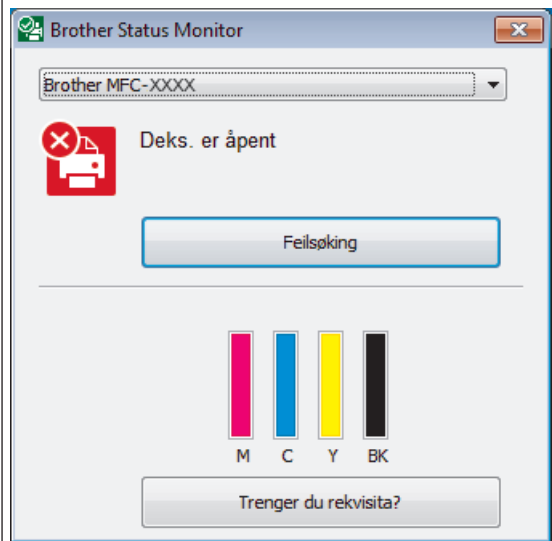 Brother Status Monitor
Brother MFC-XXXX
Deks. er åpent
Feilsøking
M C Y BK
Trenger du rekvisita?